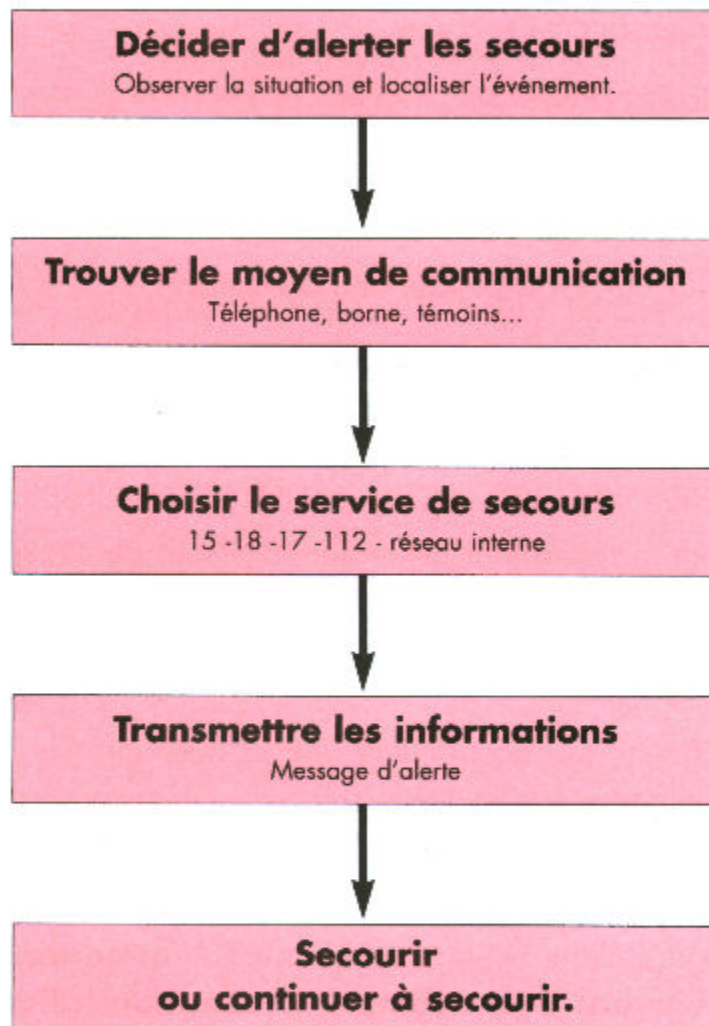 Décider d'alerter les secours
Observer la situation et localiser l'événement.
Trouver le moyen de communication
Téléphone, borne, témoins...
Choisir le service de secours
15 -18 -17 -112 - réseau interne
Transmettre les informations
Message d'alerte
Secourir
ou continuer à secourir.